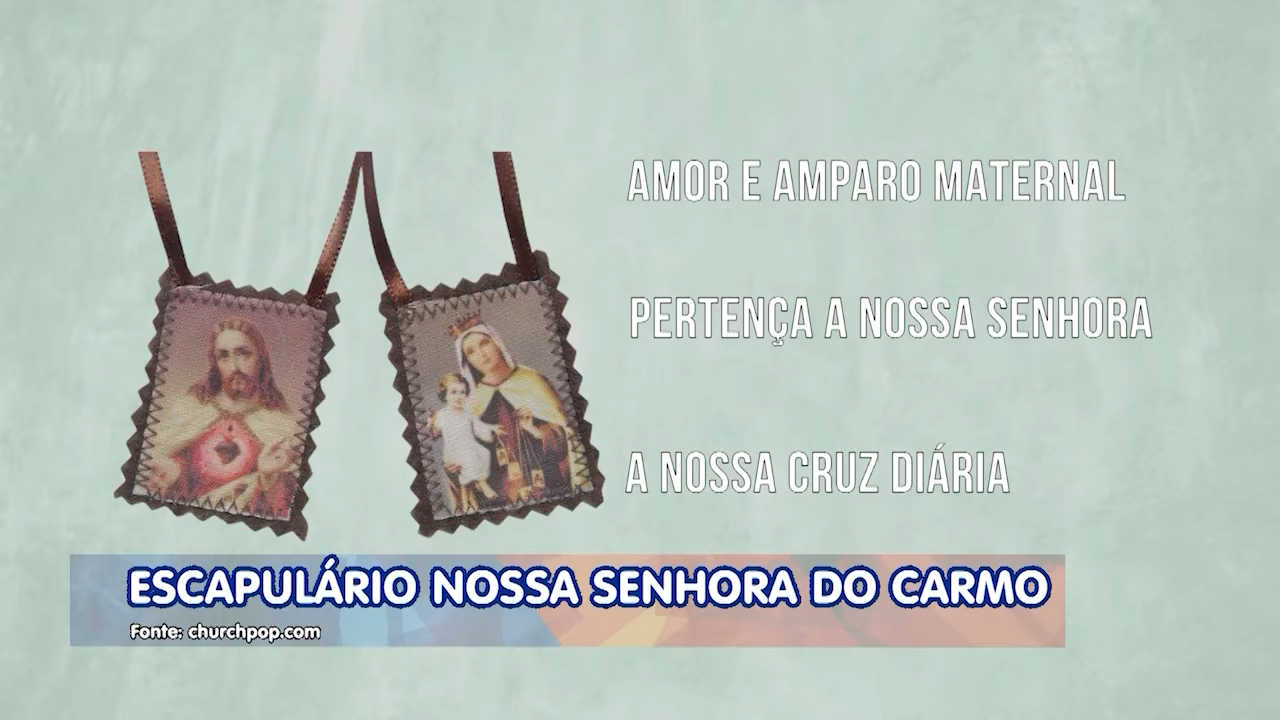 AMOR E AMPARO MATERNAL
PERTENÇA A NOSSA SENHORA
A NOSSA CRUZ DIÁRIA
ESCAPULÁRIO NOSSA SENHORA DO CARMO
Fonte: churchpop.com